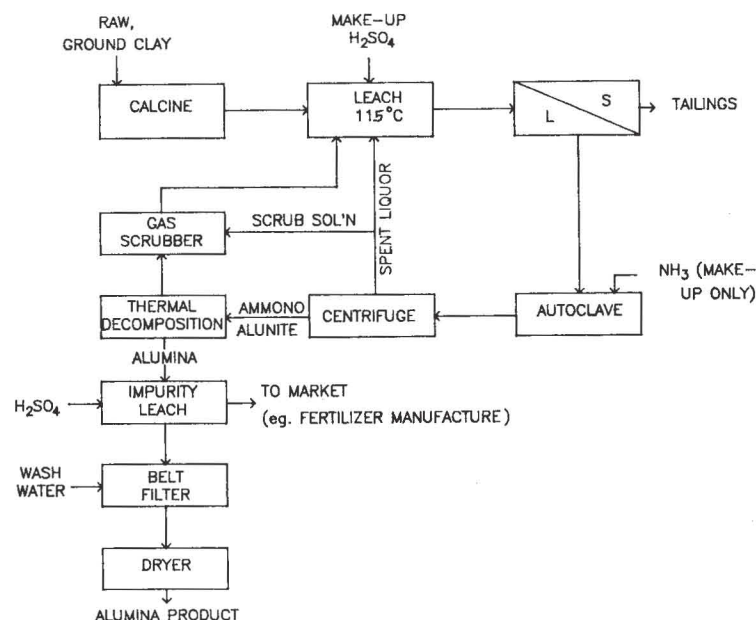 RAW,
GROUND CLAY
MAKE-UP
H₂SO₄
CALCINE
LEACH
115°C
L
S
TAILINGS
GAS
SCRUBBER
SCRUB SOL'N
SPENT LIQUOR
NH₃ (MAKE-
UP ONLY)
THERMAL
DECOMPOSITION
AMMONO
ALUNITE
CENTRIFUGE
AUTOCLAVE
ALUMINA
H₂SO₄
IMPURITY
LEACH
TO MARKET
(eg. FERTILIZER MANUFACTURE)
WASH
WATER
BELT
FILTER
DRYER
ALUMINA PRODUCT